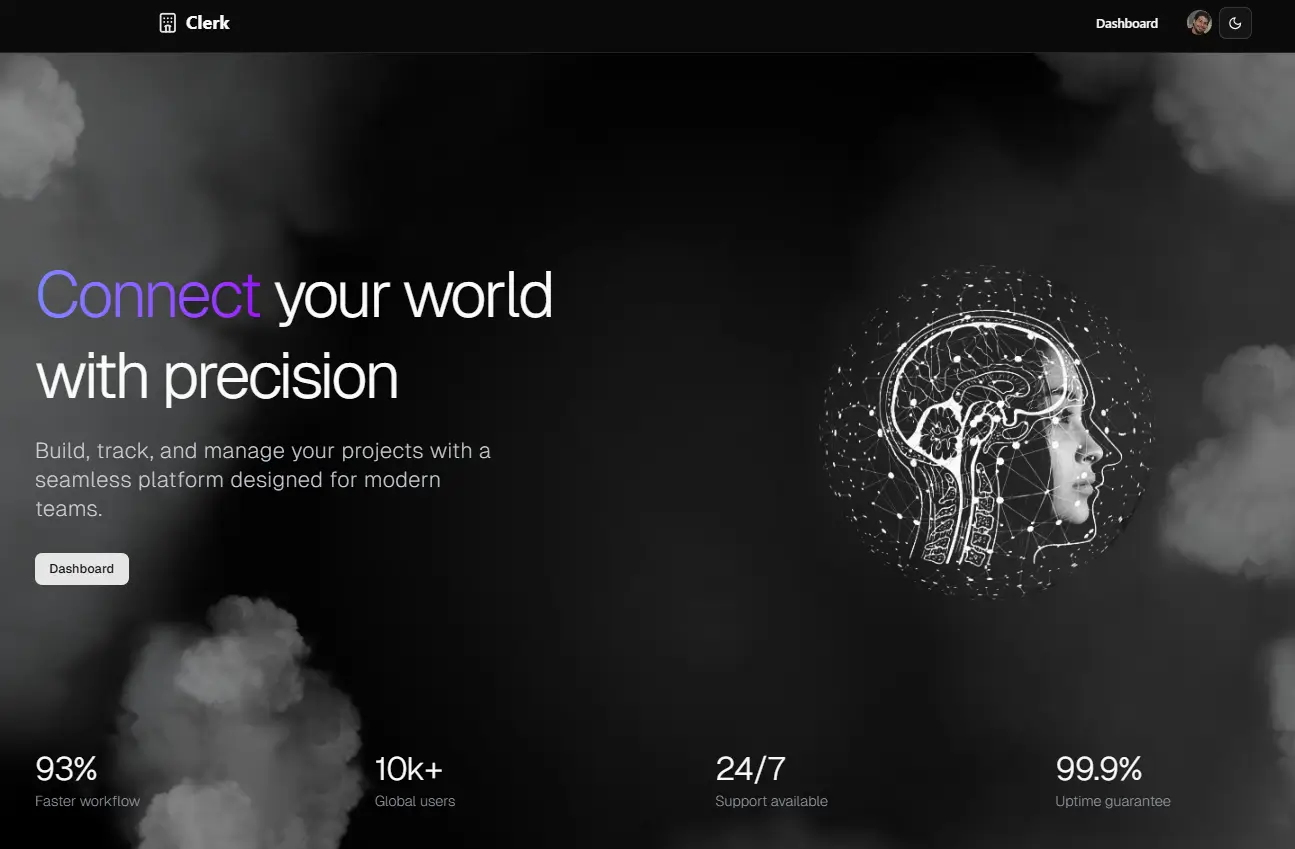 Clerk
Dashboard
Connect your world
with precision
Build, track, and manage your projects with a
seamless platform designed for modern
teams.
Dashboard
93%
Faster workflow
10k+
Global users
24/7
Support available
99.9%
Uptime guarantee